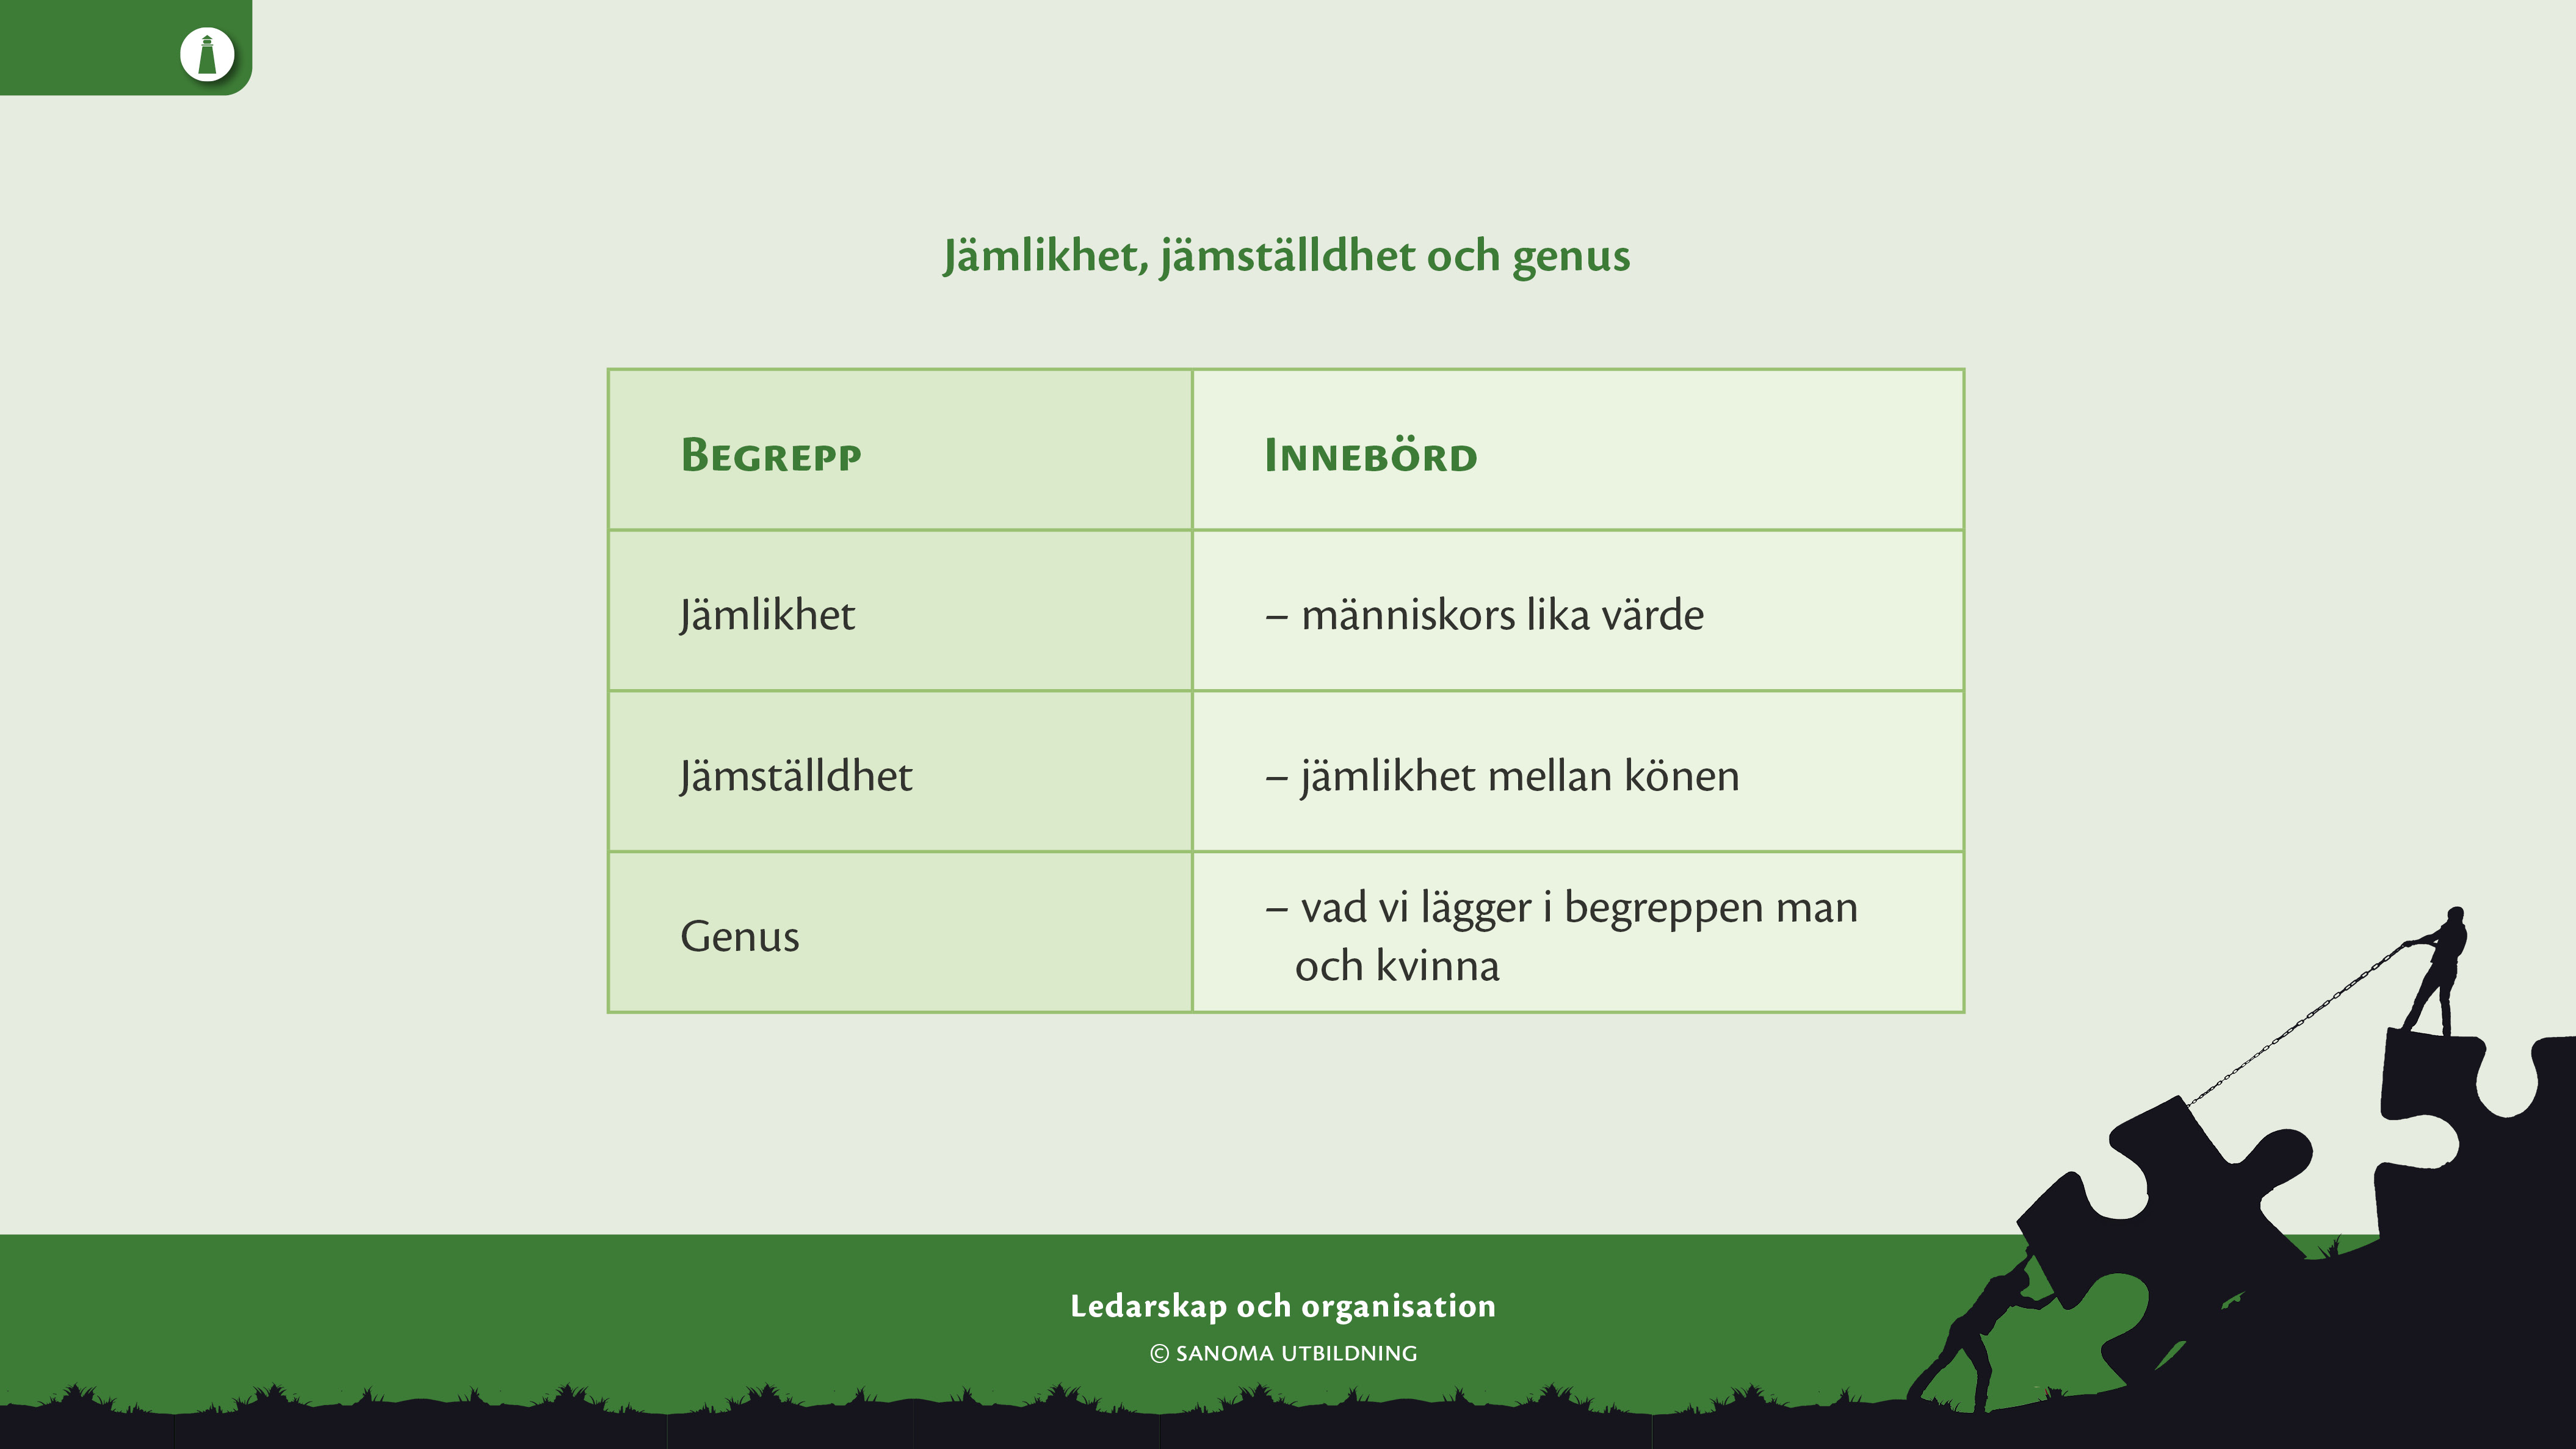 Jämlikhet, jämställdhet och genus
BEGREPP
INNEBÖRD
Jämlikhet
– människors lika värde
Jämställdhet
– jämlikhet mellan könen
Genus
– vad vi lägger i begreppen man
och kvinna
Ledarskap och organisation
© SANOMA UTBILDNING